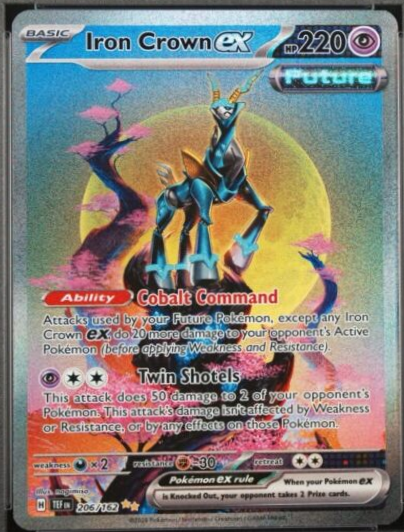 BASIC Iron Crown ex HP 220
Future
Ability Cobalt Command
Attacks used by your Future Pokémon, except any Iron
Crown ex, do 20 more damage to your opponent's Active
Pokémon (before applying Weakness and Resistance).
Twin Shotels
This attack does 50 damage to 2 of your opponent's
Pokémon. This attack's damage isn't affected by Weakness
or Resistance, or by any effects on those Pokémon.
weakness ×2 resistance -30 retreat
Illus. nagimiso
Pokémon ex rule
When your Pokémon ex
is Knocked Out, your opponent takes 2 Prize cards.
H TEF EN 206/162